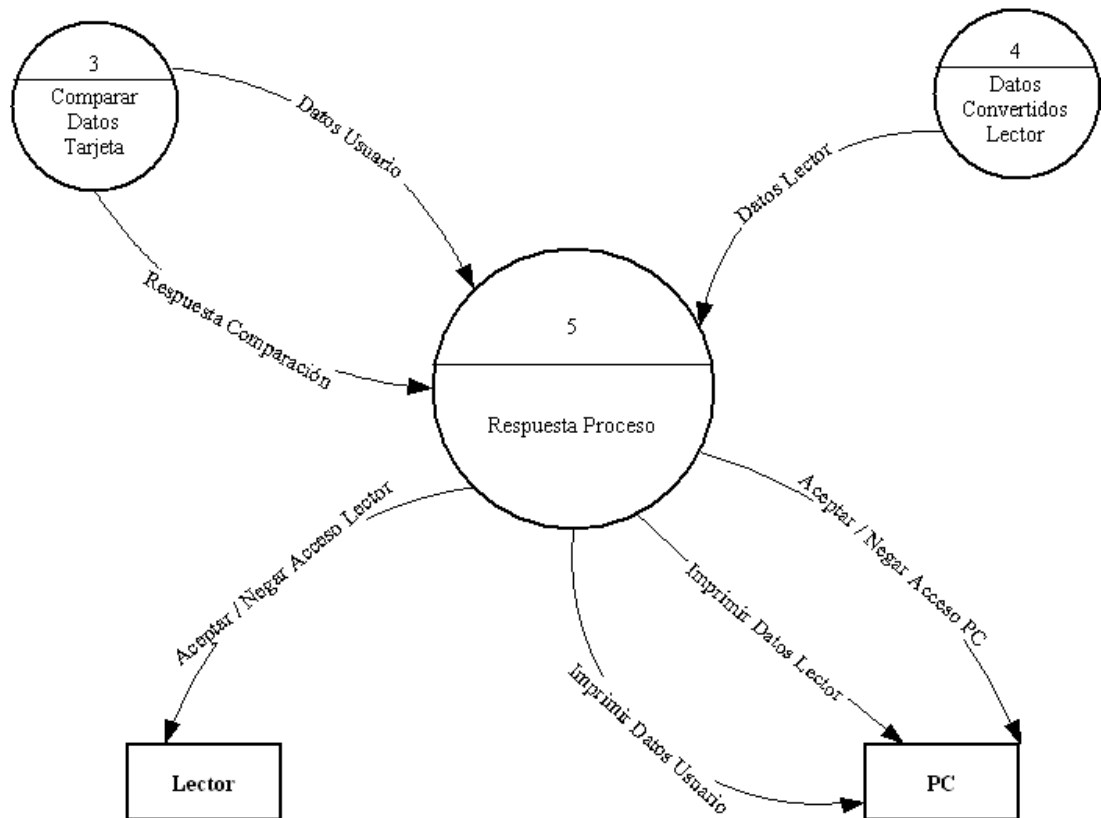 3
Comparar
Datos
Tarjeta
4
Datos
Convertidos
Lector
Datos Usuario
Datos Lector
Respuesta Comparación
5
Respuesta Proceso
Aceptar / Negar Acceso Lector
Aceptar / Negar Acceso PC
Imprimir Datos Lector
Imprimir Datos Usuario
Lector
PC